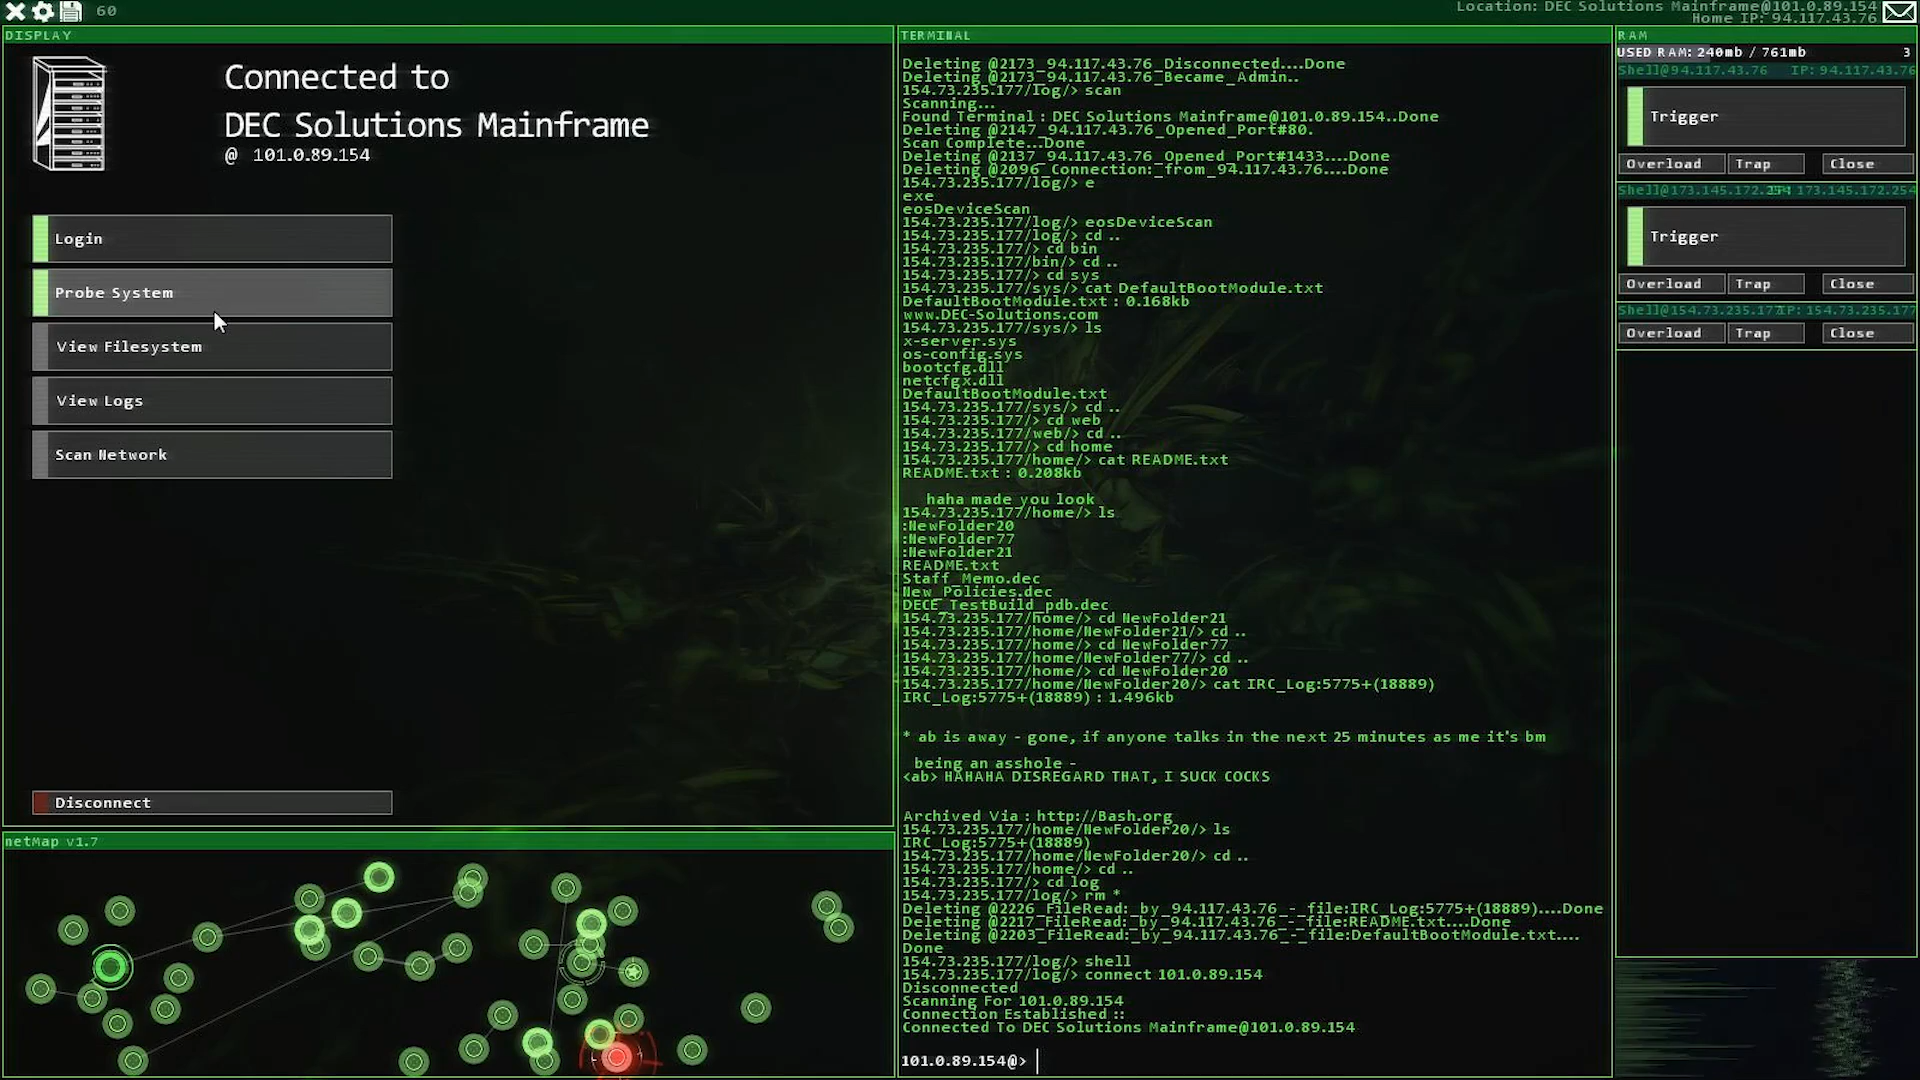 60
Location: DEC Solutions Mainframe@101.0.89.154
Home IP: 94.117.43.76
DISPLAY
Connected to
DEC Solutions Mainframe
@ 101.0.89.154
Login
Probe System
View Filesystem
View Logs
Scan Network
Disconnect
netMap v1.7
TERMINAL
Deleting @2173_94.117.43.76_Disconnected....Done
Deleting @2173_94.117.43.76_Became_Admin..
154.73.235.177/log/> scan
Scanning...
Found Terminal : DEC Solutions Mainframe@101.0.89.154..Done
Deleting @2147_94.117.43.76_Opened_Port#80.
Scan Complete...Done
Deleting @2137_94.117.43.76_Opened_Port#1433....Done
Deleting @2096_Connection:_from_94.117.43.76....Done
154.73.235.177/log/> e
exe
eosDeviceScan
154.73.235.177/log/> eosDeviceScan
154.73.235.177/log/> cd ..
154.73.235.177/> cd bin
154.73.235.177/bin/> cd ..
154.73.235.177/> cd sys
154.73.235.177/sys/> cat DefaultBootModule.txt
DefaultBootModule.txt : 0.168kb
www.DEC-Solutions.com
154.73.235.177/sys/> ls
x-server.sys
os-config.sys
bootcfg.dll
netcfgx.dll
DefaultBootModule.txt
154.73.235.177/sys/> cd ..
154.73.235.177/> cd web
154.73.235.177/web/> cd ..
154.73.235.177/> cd home
154.73.235.177/home/> cat README.txt
README.txt : 0.208kb
haha made you look
154.73.235.177/home/> ls
:NewFolder20
:NewFolder77
:NewFolder21
README.txt
Staff_Memo.dec
New_Policies.dec
DECE_TestBuild_pdb.dec
154.73.235.177/home/> cd NewFolder21
154.73.235.177/home/NewFolder21/> cd ..
154.73.235.177/home/> cd NewFolder77
154.73.235.177/home/NewFolder77/> cd ..
154.73.235.177/home/> cd NewFolder20
154.73.235.177/home/NewFolder20/> cat IRC_Log:5775+(18889)
IRC_Log:5775+(18889) : 1.496kb
* ab is away - gone, if anyone talks in the next 25 minutes as me it's bm
being an asshole -
<ab> HAHAHA DISREGARD THAT, I SUCK COCKS
Archived Via : http://Bash.org
154.73.235.177/home/NewFolder20/> ls
IRC_Log:5775+(18889)
154.73.235.177/home/NewFolder20/> cd ..
154.73.235.177/home/> cd ..
154.73.235.177/> cd log
154.73.235.177/log/> rm *
Deleting @2226_FileRead:_by_94.117.43.76_-_file:IRC_Log:5775+(18889)....Done
Deleting @2217_FileRead:_by_94.117.43.76_-_file:README.txt....Done
Deleting @2203_FileRead:_by_94.117.43.76_-_file:DefaultBootModule.txt....
Done
154.73.235.177/log/> shell
154.73.235.177/log/> connect 101.0.89.154
Disconnected
Scanning For 101.0.89.154
Connection Established ::
Connected To DEC Solutions Mainframe@101.0.89.154
101.0.89.154@>
RAM
USED RAM: 240mb / 761mb 3
Shell@94.117.43.76 IP: 94.117.43.76
Trigger
Overload Trap Close
Shell@173.145.172.254 IP: 173.145.172.254
Trigger
Overload Trap Close
Shell@154.73.235.177 IP: 154.73.235.177
Overload Trap Close